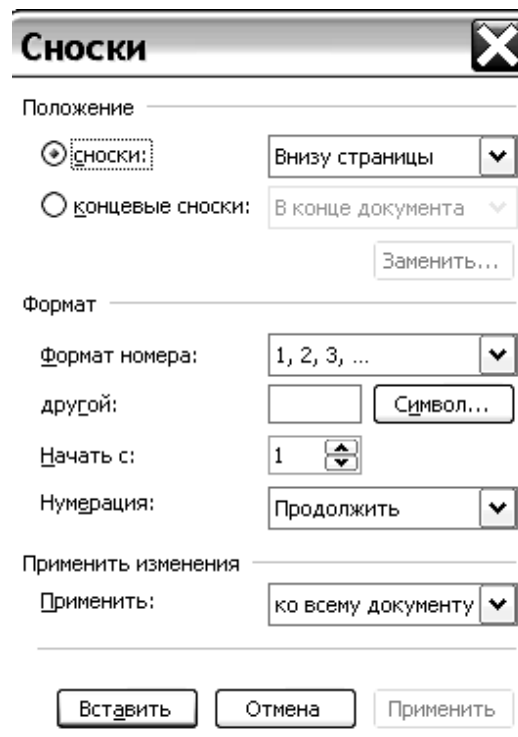 Сноски
Положение
сноски: Внизу страницы
концевые сноски: В конце документа
Заменить...
Формат
Формат номера: 1, 2, 3, ...
другой: Символ...
Начать с: 1
Нумерация: Продолжить
Применить изменения
Применить: ко всему документу
Вставить Отмена Применить